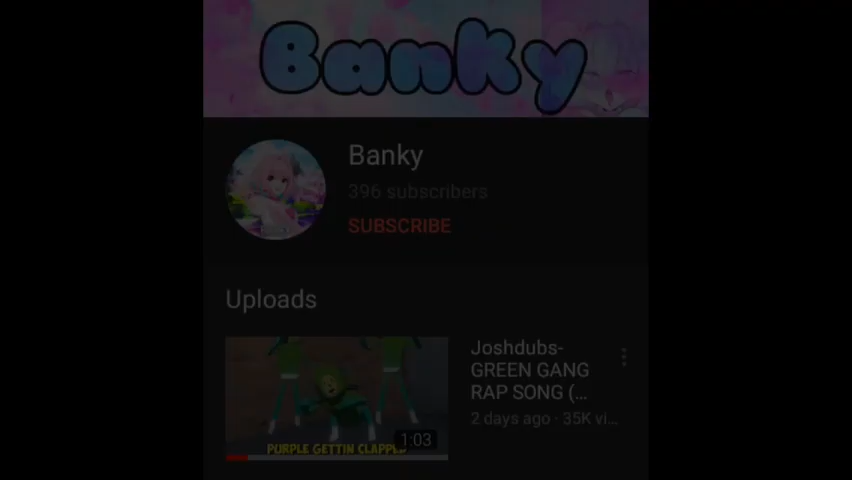 Banky
Banky
396 subscribers
SUBSCRIBE
Uploads
Joshdubs-
GREEN GANG
RAP SONG (...
2 days ago · 35K vi...
1:03
PURPLE GETTIN CLAPPED